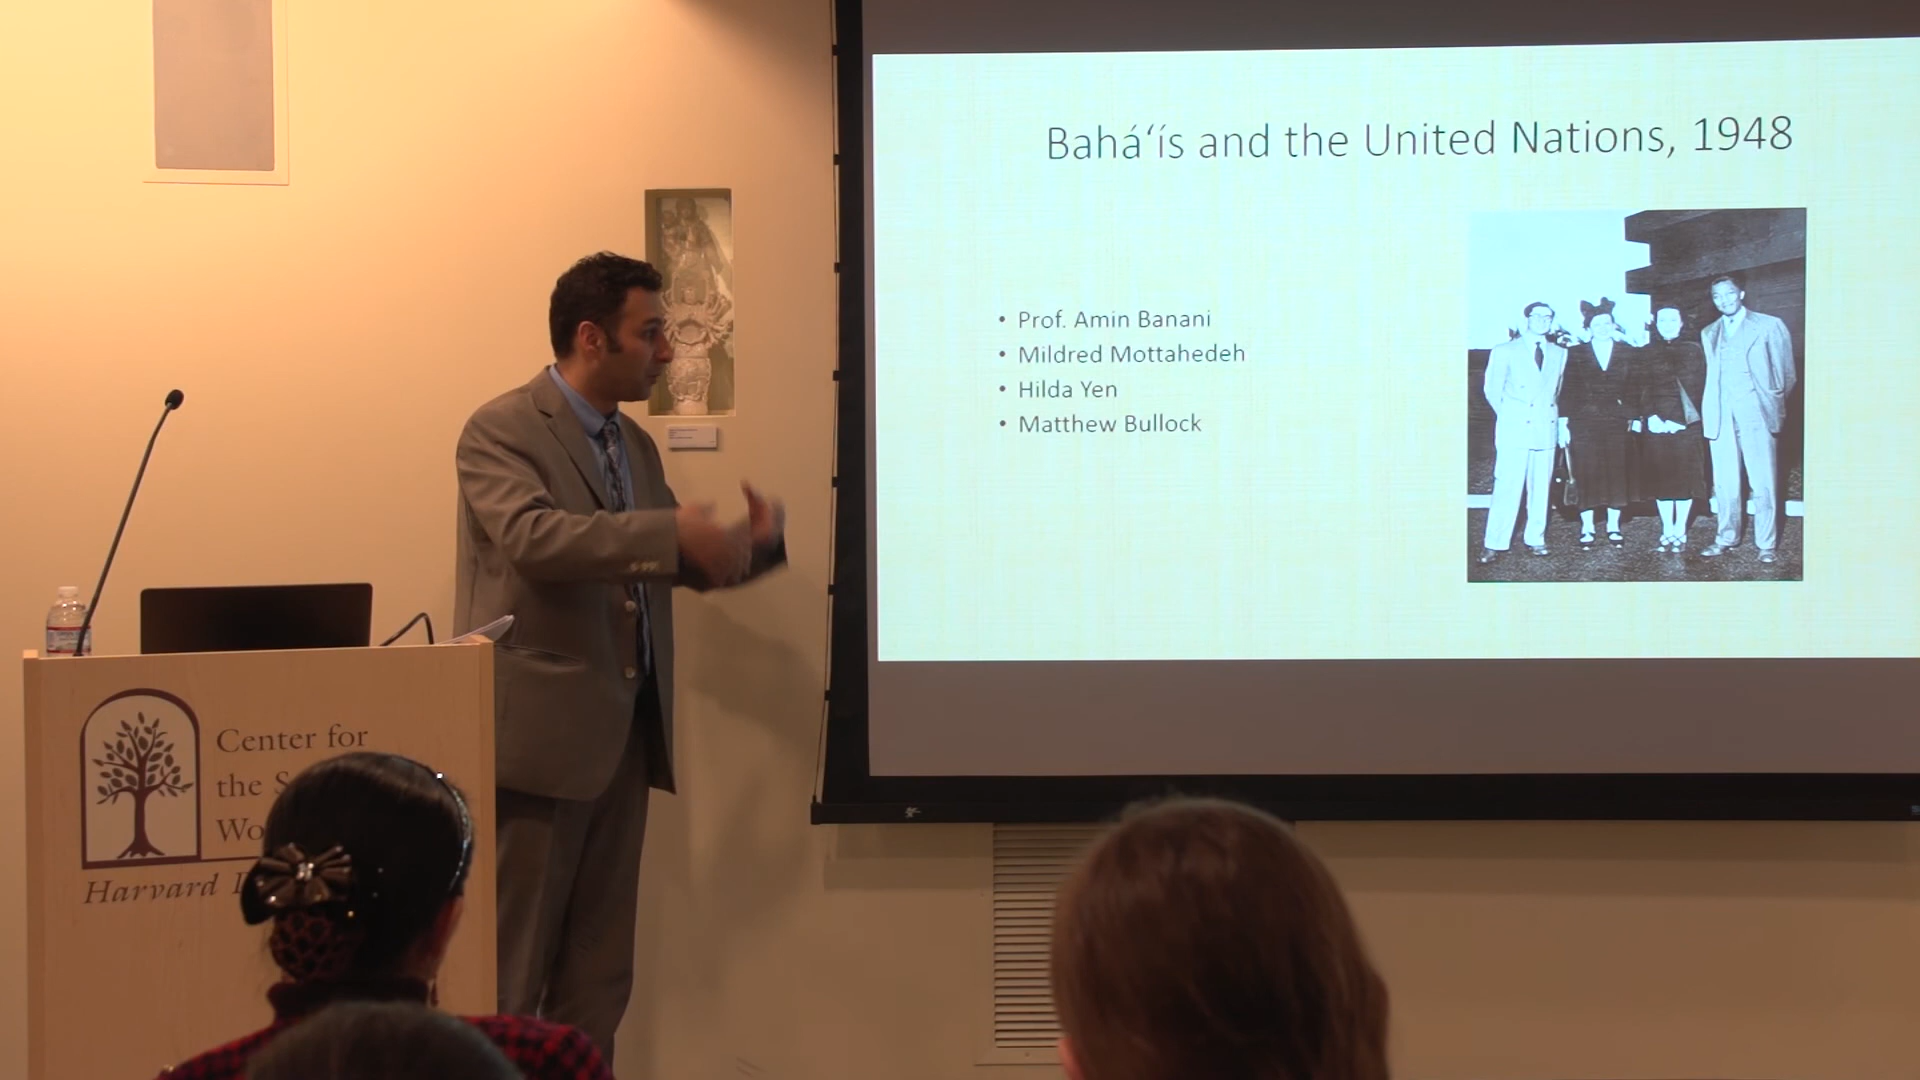 Bahá‘ís and the United Nations, 1948
• Prof. Amin Banani
• Mildred Mottahedeh
• Hilda Yen
• Matthew Bullock
Center for
the
Harvard